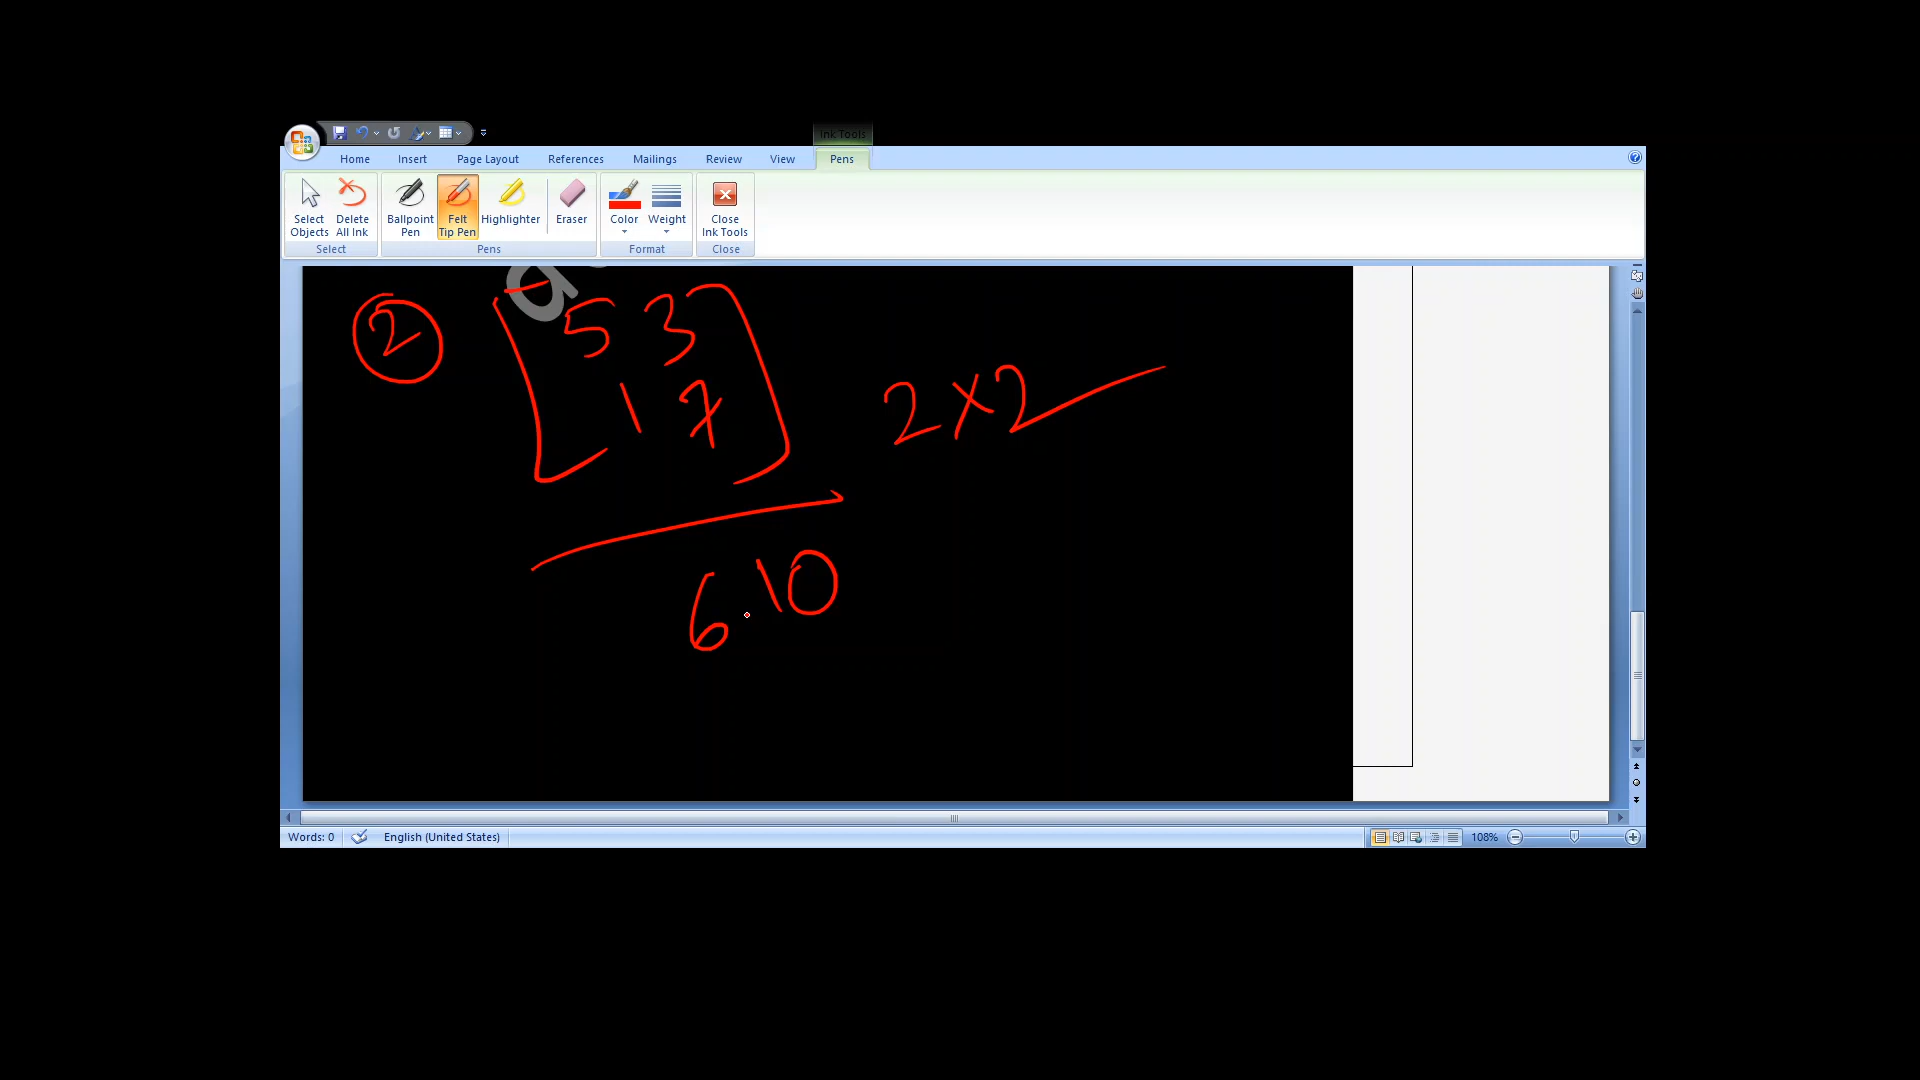 Ink Tools
Home Insert Page Layout References Mailings Review View Pens
Select Objects Delete All Ink Ballpoint Pen Felt Tip Pen Highlighter Eraser Color Weight Close Ink Tools
Select Pens Format Close
2
5 3
1 7
2×2
6 10
Words: 0 English (United States) 108%